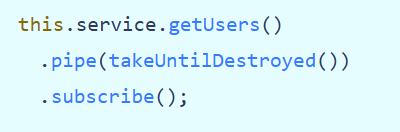 this.service.getUsers()
  .pipe(takeUntilDestroyed())
  .subscribe();